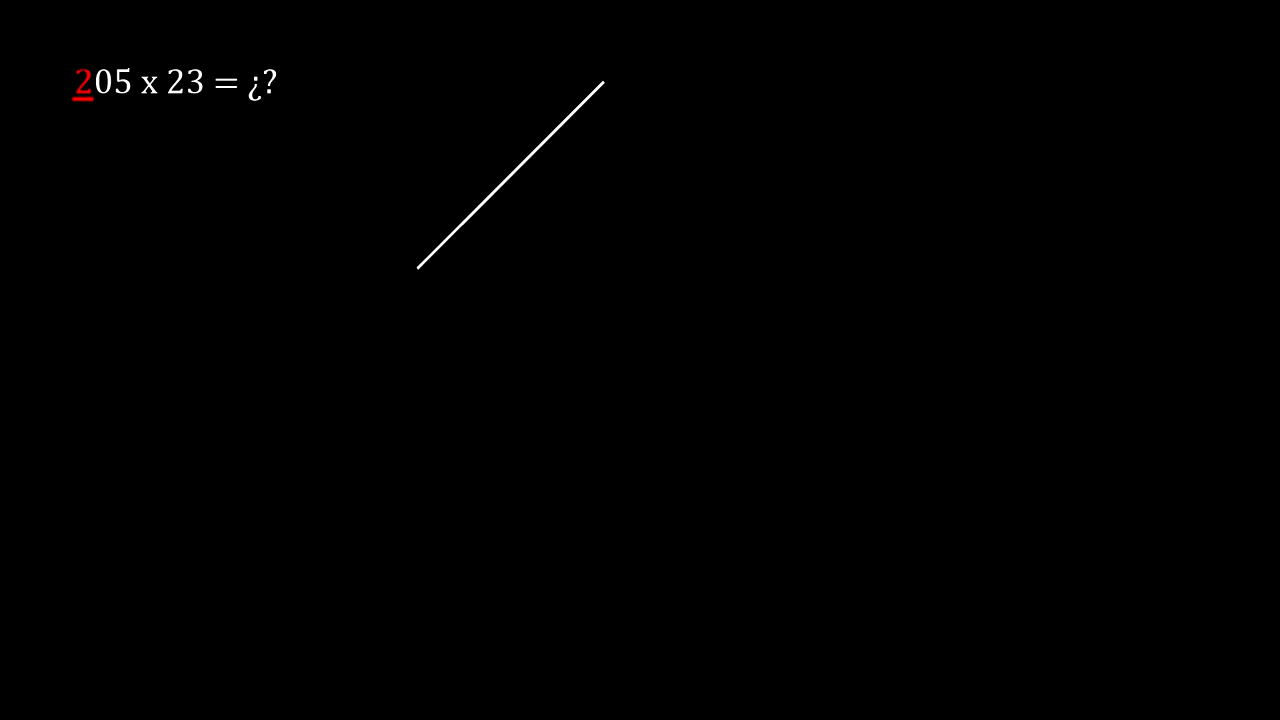 205 x 23 = ¿?